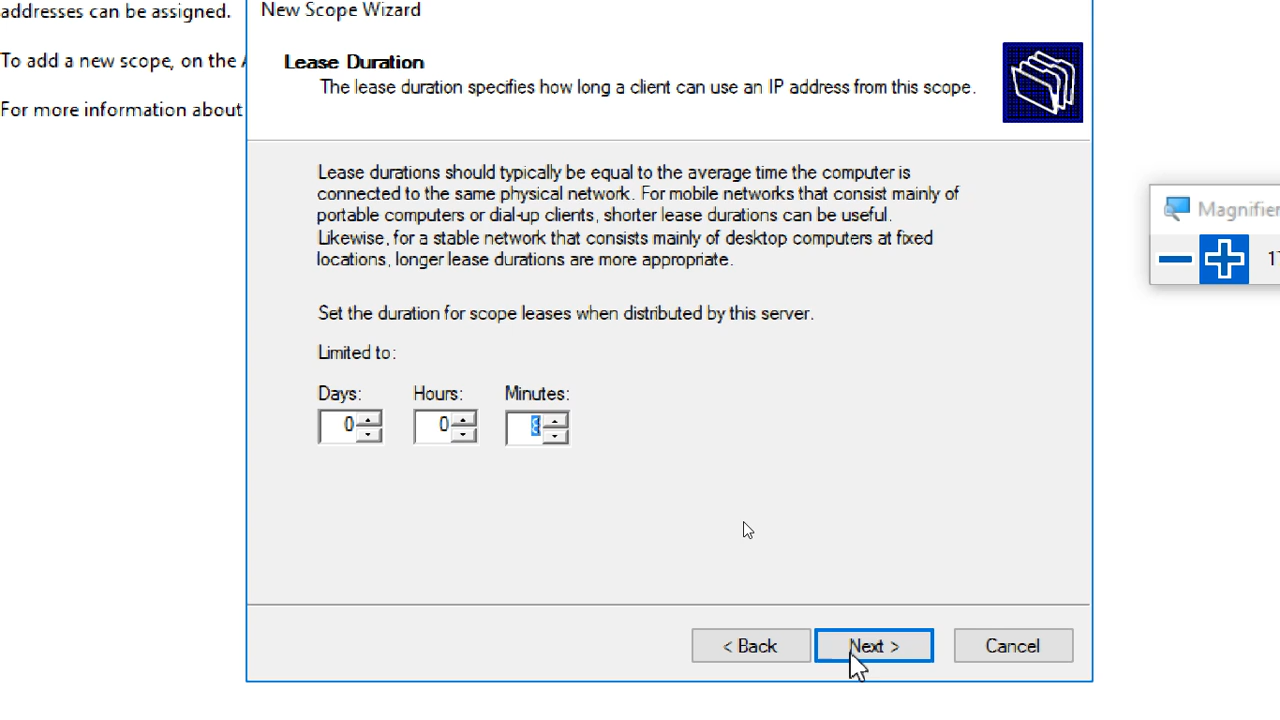 New Scope Wizard
addresses can be assigned.
Lease Duration
To add a new scope, on the
The lease duration specifies how long a client can use an IP address from this scope.
For more information about
Lease durations should typically be equal to the average time the computer is
connected to the same physical network. For mobile networks that consist mainly of
portable computers or dial-up clients, shorter lease durations can be useful.
Likewise, for a stable network that consists mainly of desktop computers at fixed
locations, longer lease durations are more appropriate.
Magnifier
Set the duration for scope leases when distributed by this server.
Limited to:
Days: Hours: Minutes:
0 0
< Back Next > Cancel